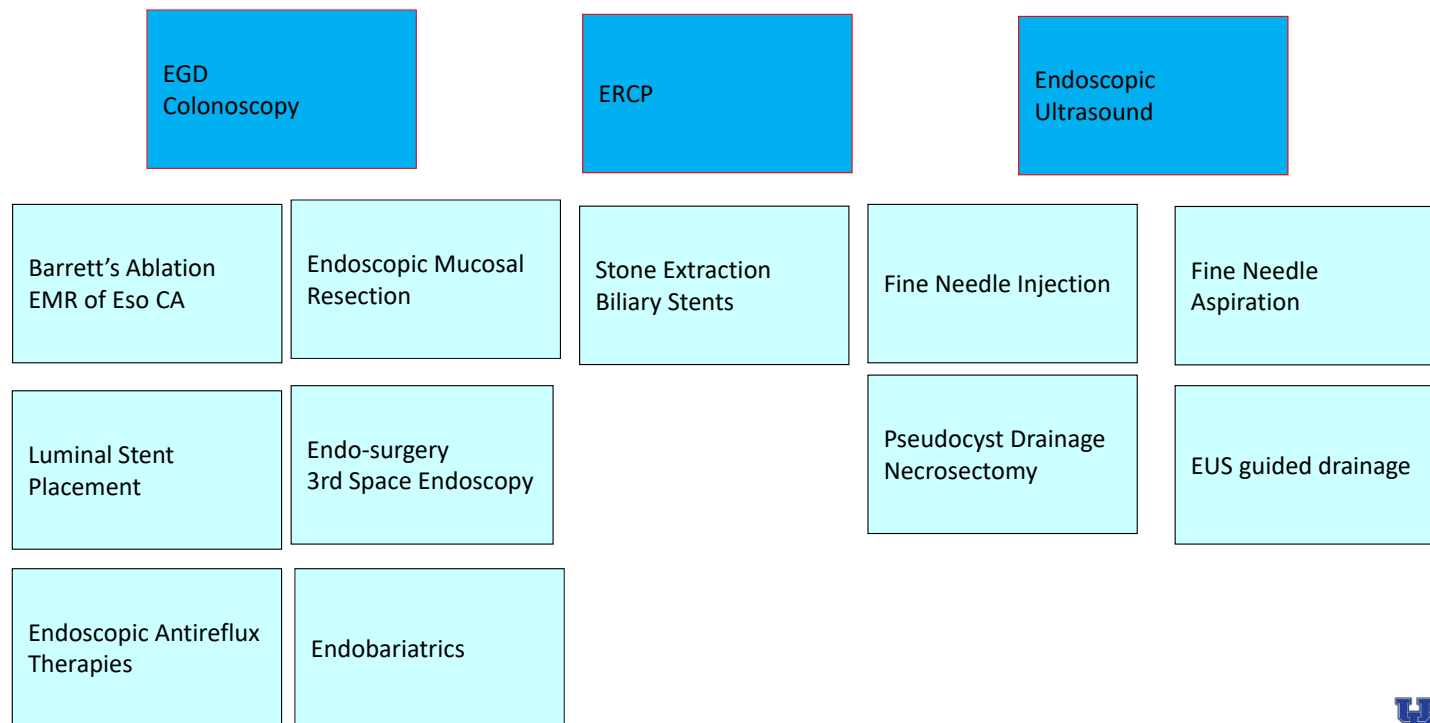 EGD
Colonoscopy
ERCP
Endoscopic
Ultrasound
Barrett’s Ablation
EMR of Eso CA
Endoscopic Mucosal
Resection
Stone Extraction
Biliary Stents
Fine Needle Injection
Fine Needle
Aspiration
Luminal Stent
Placement
Endo-surgery
3rd Space Endoscopy
Pseudocyst Drainage
Necrosectomy
EUS guided drainage
Endoscopic Antireflux
Therapies
Endobariatrics